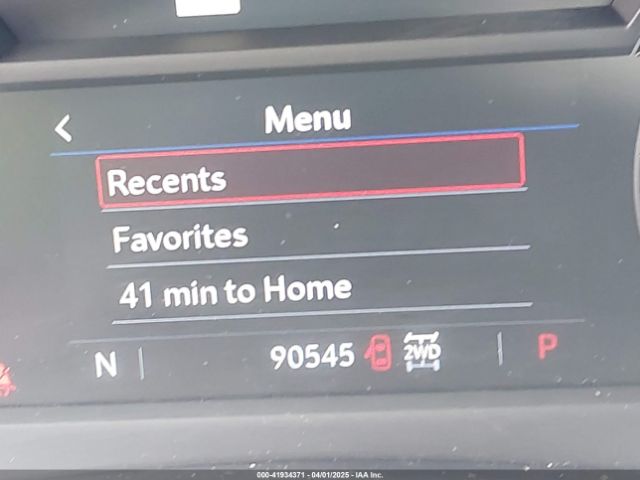 Menu
Recents
Favorites
41 min to Home
N 90545 2WD P
000-41934371 - 04/01/2025 - IAA Inc.